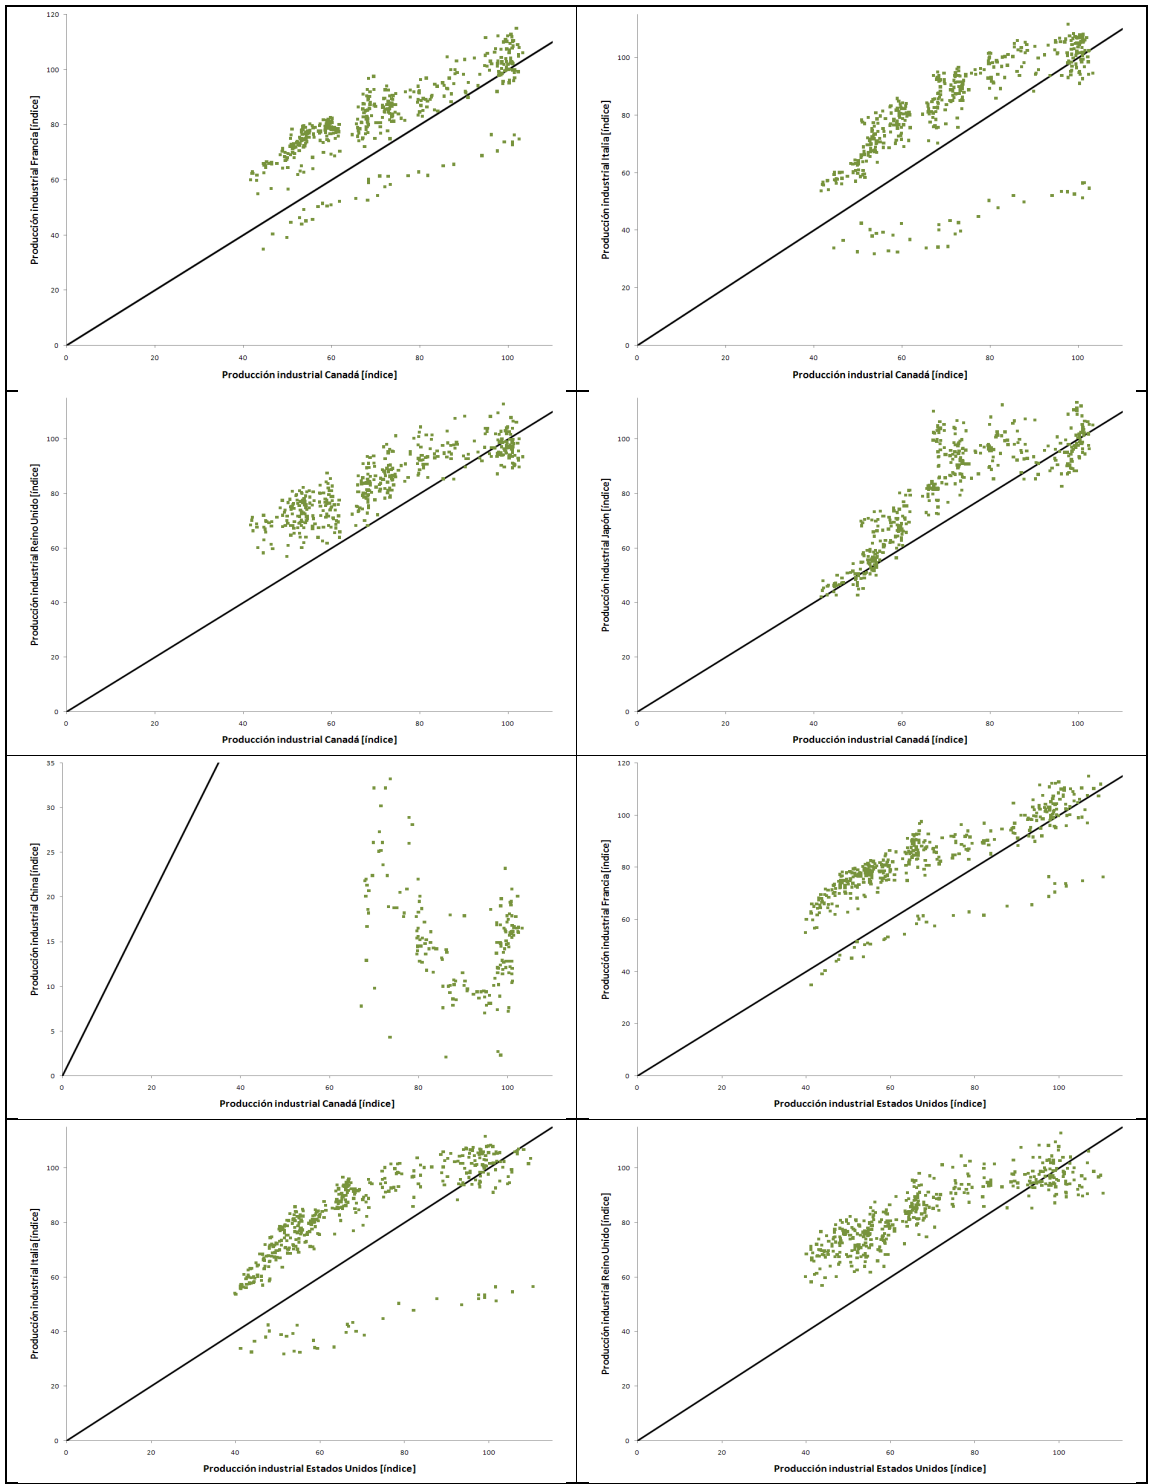 120
100
80
60
40
20
0
0 20 40 60 80 100
Producción industrial Francia [índice]
Producción industrial Canadá [índice]
100
80
60
40
20
0
0 20 40 60 80 100
Producción industrial Italia [índice]
Producción industrial Canadá [índice]
100
80
60
40
20
0
0 20 40 60 80 100
Producción industrial Reino Unido [índice]
Producción industrial Canadá [índice]
100
80
60
40
20
0
0 20 40 60 80 100
Producción industrial Japón [índice]
Producción industrial Canadá [índice]
35
30
25
20
15
10
5
0
0 20 40 60 80 100
Producción industrial China [índice]
Producción industrial Canadá [índice]
120
100
80
60
40
20
0
0 20 40 60 80 100
Producción industrial Francia [índice]
Producción industrial Estados Unidos [índice]
100
80
60
40
20
0
0 20 40 60 80 100
Producción industrial Italia [índice]
Producción industrial Estados Unidos [índice]
100
80
60
40
20
0
0 20 40 60 80 100
Producción industrial Reino Unido [índice]
Producción industrial Estados Unidos [índice]